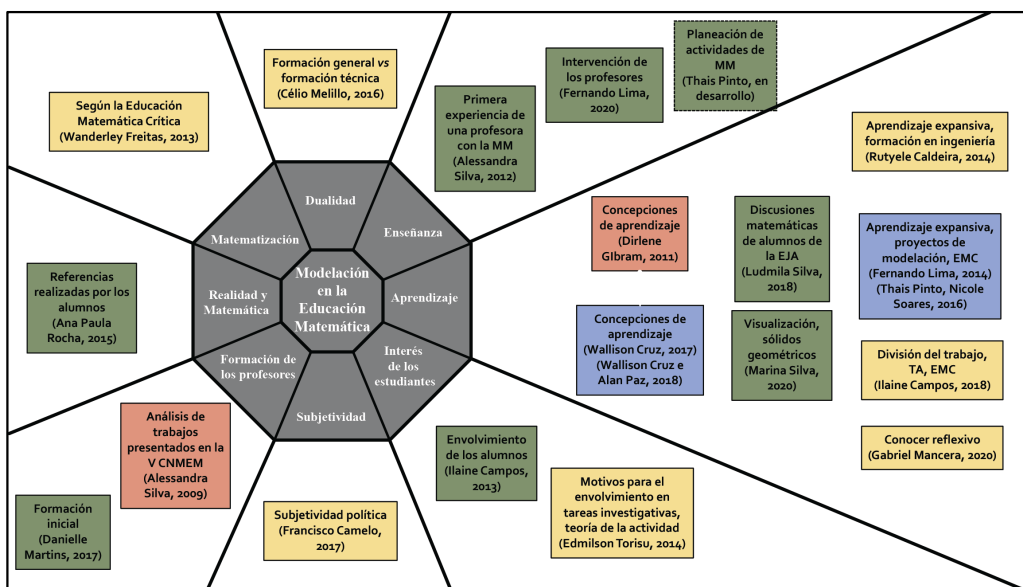 Según la Educación
Matemática Crítica
(Wanderley Freitas, 2013)
Formación general vs
formación técnica
(Célio Melillo, 2016)
Primera
experiencia de
una profesora
con la MM
(Alessandra
Silva, 2012)
Intervención de
los profesores
(Fernando Lima,
2020)
Planeación de
actividades de
MM
(Thais Pinto, en
desarrollo)
Aprendizaje expansiva,
formación en ingeniería
(Rutyele Caldeira, 2014)
Concepciones
de aprendizaje
(Dirlene
GIbram, 2011)
Discusiones
matemáticas
de alumnos de
la EJA
(Ludmila Silva,
2018)
Aprendizaje expansiva,
proyectos de
modelación, EMC
(Fernando Lima, 2014)
(Thais Pinto, Nicole
Soares, 2016)
Concepciones de
aprendizaje
(Wallison Cruz, 2017)
(Wallison Cruz e
Alan Paz, 2018)
Visualización,
sólidos
geométricos
(Marina Silva,
2020)
División del trabajo,
TA, EMC
(Ilaine Campos, 2018)
Conocer reflexivo
(Gabriel Mancera, 2020)
Dualidad
Matematización
Enseñanza
Realidad y
Matemática
Modelación
en la
Educación
Matemática
Aprendizaje
Formación de
los profesores
Interés
de los
estudiantes
Subjetividad
Referencias
realizadas por los
alumnos
(Ana Paula
Rocha, 2015)
Análisis de
trabajos
presentados en la
V CNMEM
(Alessandra
Silva, 2009)
Formación
inicial
(Danielle
Martins, 2017)
Subjetividad política
(Francisco Camelo,
2017)
Envolvimiento
de los alumnos
(Ilaine Campos,
2013)
Motivos para el
envolvimiento en
tareas investigativas,
teoría de la actividad
(Edmilson Torisu, 2014)